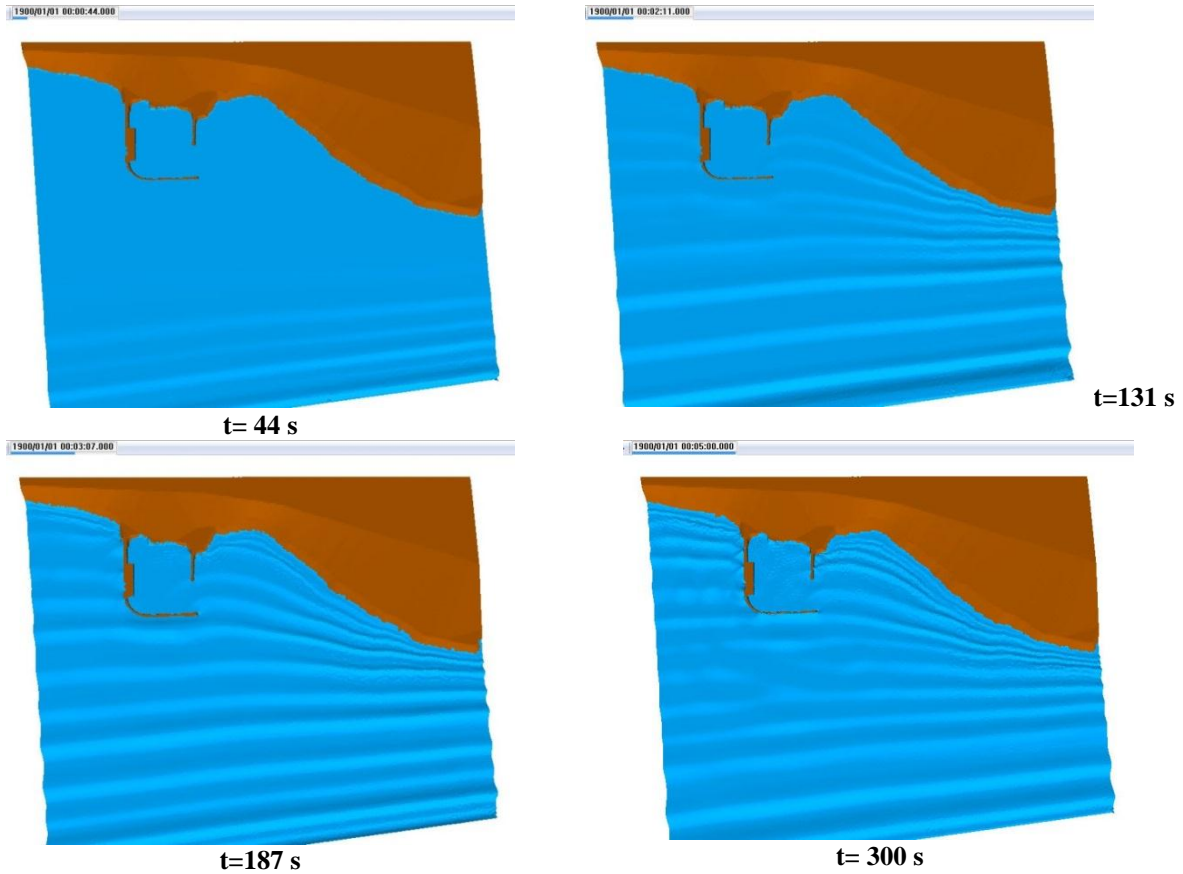 1900/01/01 00:00:44.000
1900/01/01 00:02:11.000
t= 44 s
t=131 s
1900/01/01 00:03:07.000
1900/01/01 00:05:00.000
t=187 s
t= 300 s